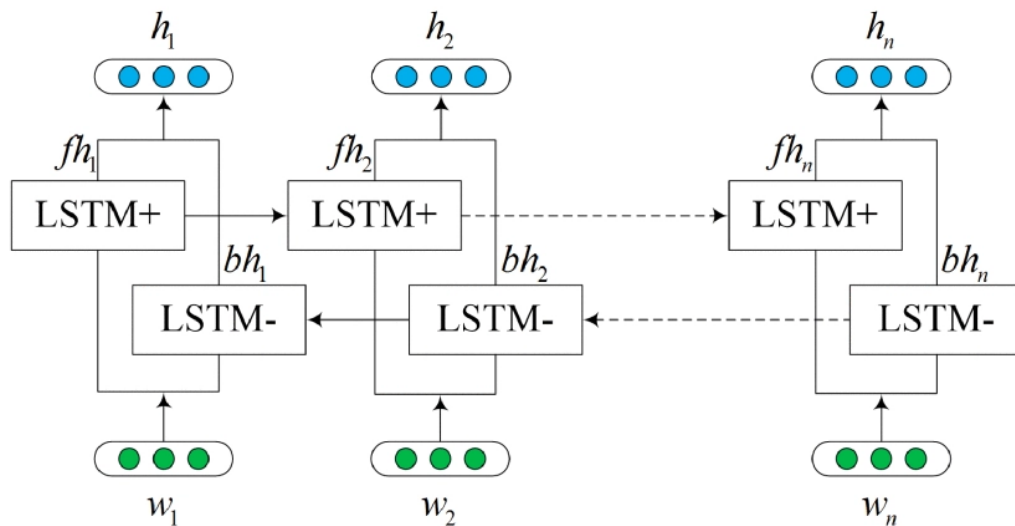 h₁ h₂ hₙ
fh₁ fh₂ fhₙ
LSTM+ LSTM+ LSTM+
bh₁ bh₂ bhₙ
LSTM- LSTM- LSTM-
w₁ w₂ wₙ